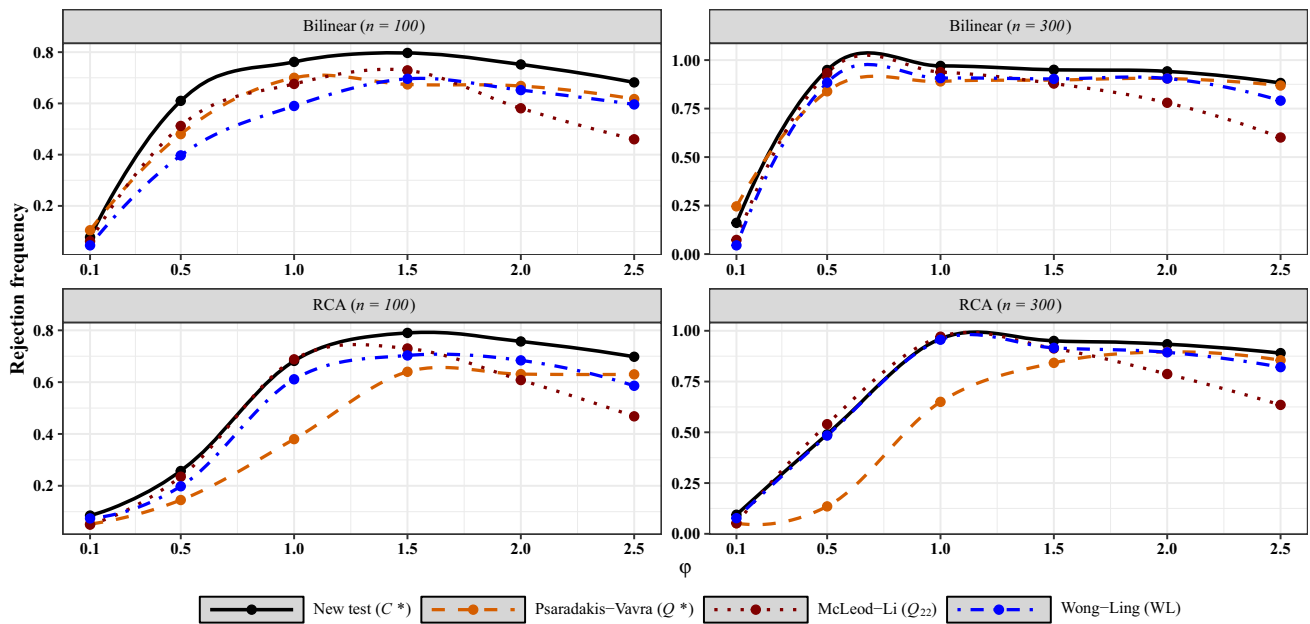 Bilinear (n = 100)
Bilinear (n = 300)
0.8
0.6
0.4
0.2
1.00
0.75
0.50
0.25
0.00
0.1 0.5 1.0 1.5 2.0 2.5
0.1 0.5 1.0 1.5 2.0 2.5
Rejection frequency
RCA (n = 100)
RCA (n = 300)
0.8
0.6
0.4
0.2
1.00
0.75
0.50
0.25
0.00
0.1 0.5 1.0 1.5 2.0 2.5
0.1 0.5 1.0 1.5 2.0 2.5
φ
New test (C *) Psaradakis−Vavra (Q *) McLeod−Li (Q₂₂) Wong−Ling (WL)